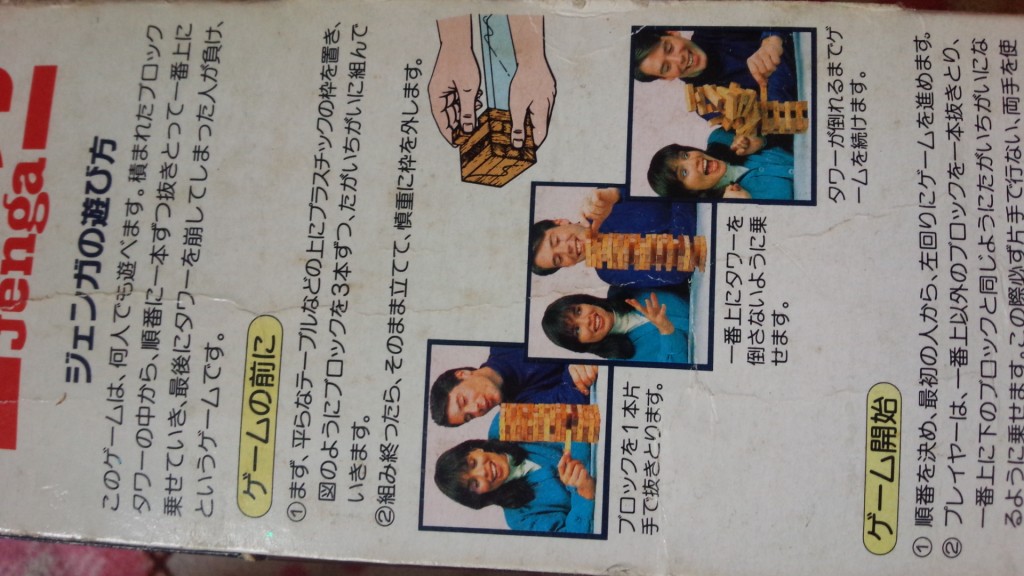 Jenga
ジェンガの遊び方
このゲームは、何人でも遊べます。積まれたブロック
タワーの中から、順番に一本ずつ抜きとって一番上に
乗せていき、最後にタワーを崩してしまった人が負け、
というゲームです。
ゲームの前に
①まず、平らなテーブルなどの上にプラスチックの枠を置き、
図のようにブロックを3本ずつ、たがいちがいに組んで
いきます。
②組み終ったら、そのまま立てて、慎重に枠を外します。
ブロックを1本片
手で抜きとります。
一番上にタワーを
倒さないように乗
せます。
タワーが倒れるまでゲ
ームを続けます。
ゲーム開始
① 順番を決め、最初の人から、左回りにゲームを進めます。
② プレイヤーは、一番上以外のブロックを一本抜きとり、
一番上に下のブロックと同じようにたがいちがいにな
るように乗せます。この際必ず片手で行ない、両手を使